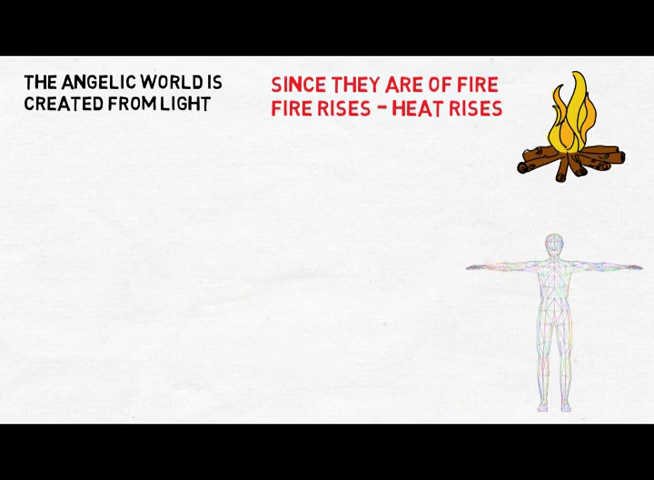 THE ANGELIC WORLD IS
CREATED FROM LIGHT
SINCE THEY ARE OF FIRE
FIRE RISES - HEAT RISES